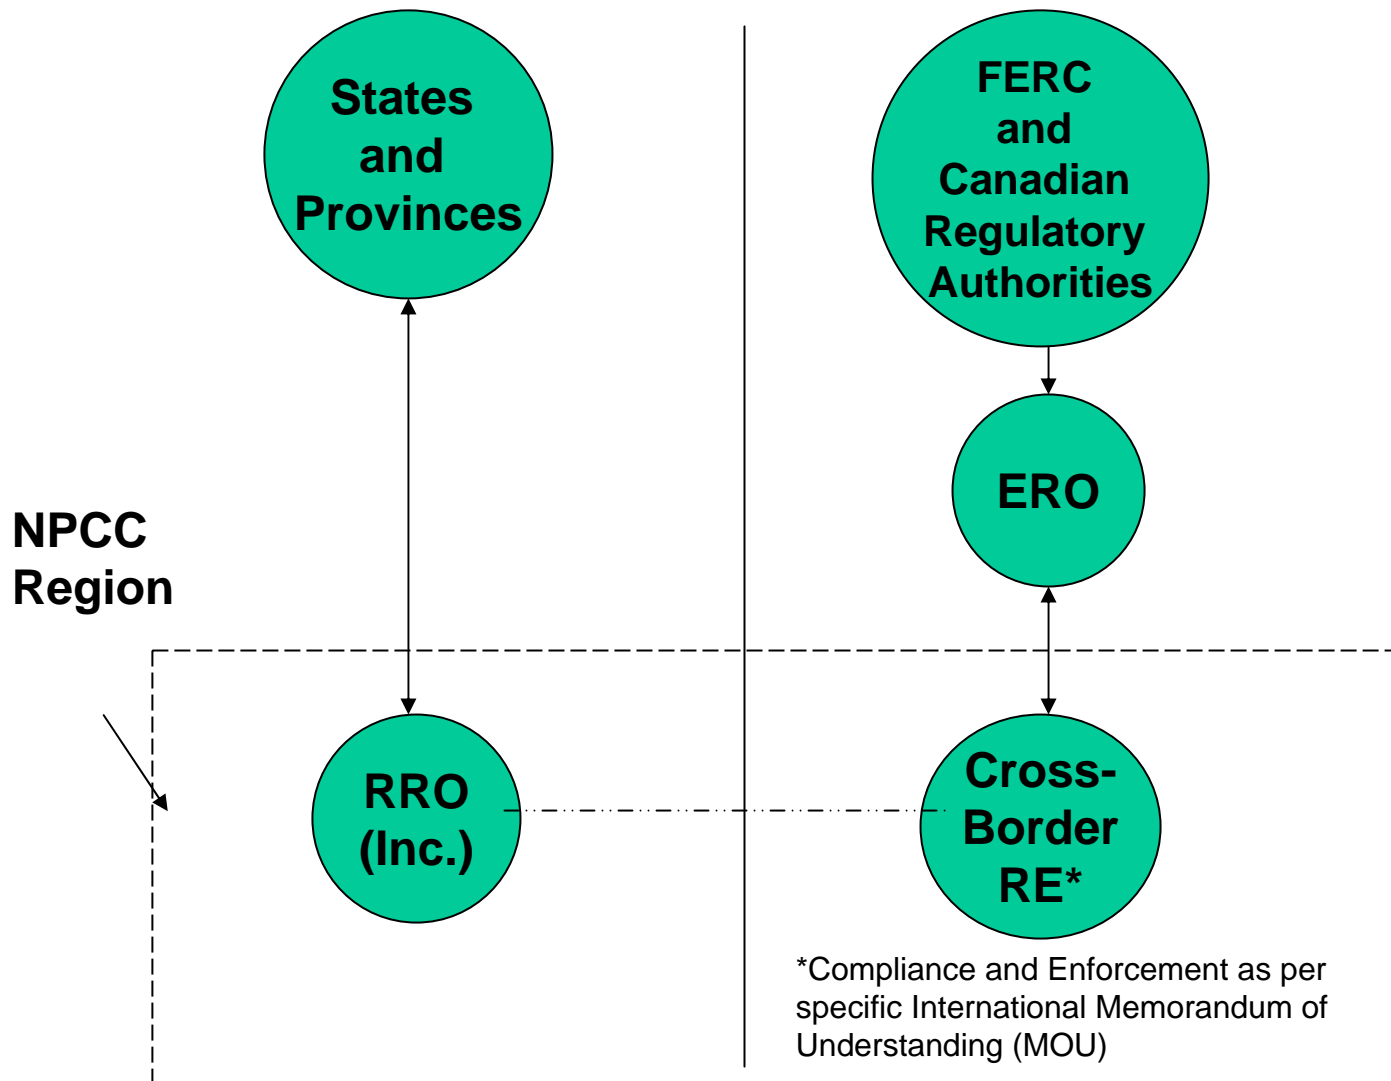 States
and
Provinces
FERC
and
Canadian
Regulatory
Authorities
ERO
NPCC
Region
RRO
(Inc.)
Cross-
Border
RE*
*Compliance and Enforcement as per
specific International Memorandum of
Understanding (MOU)